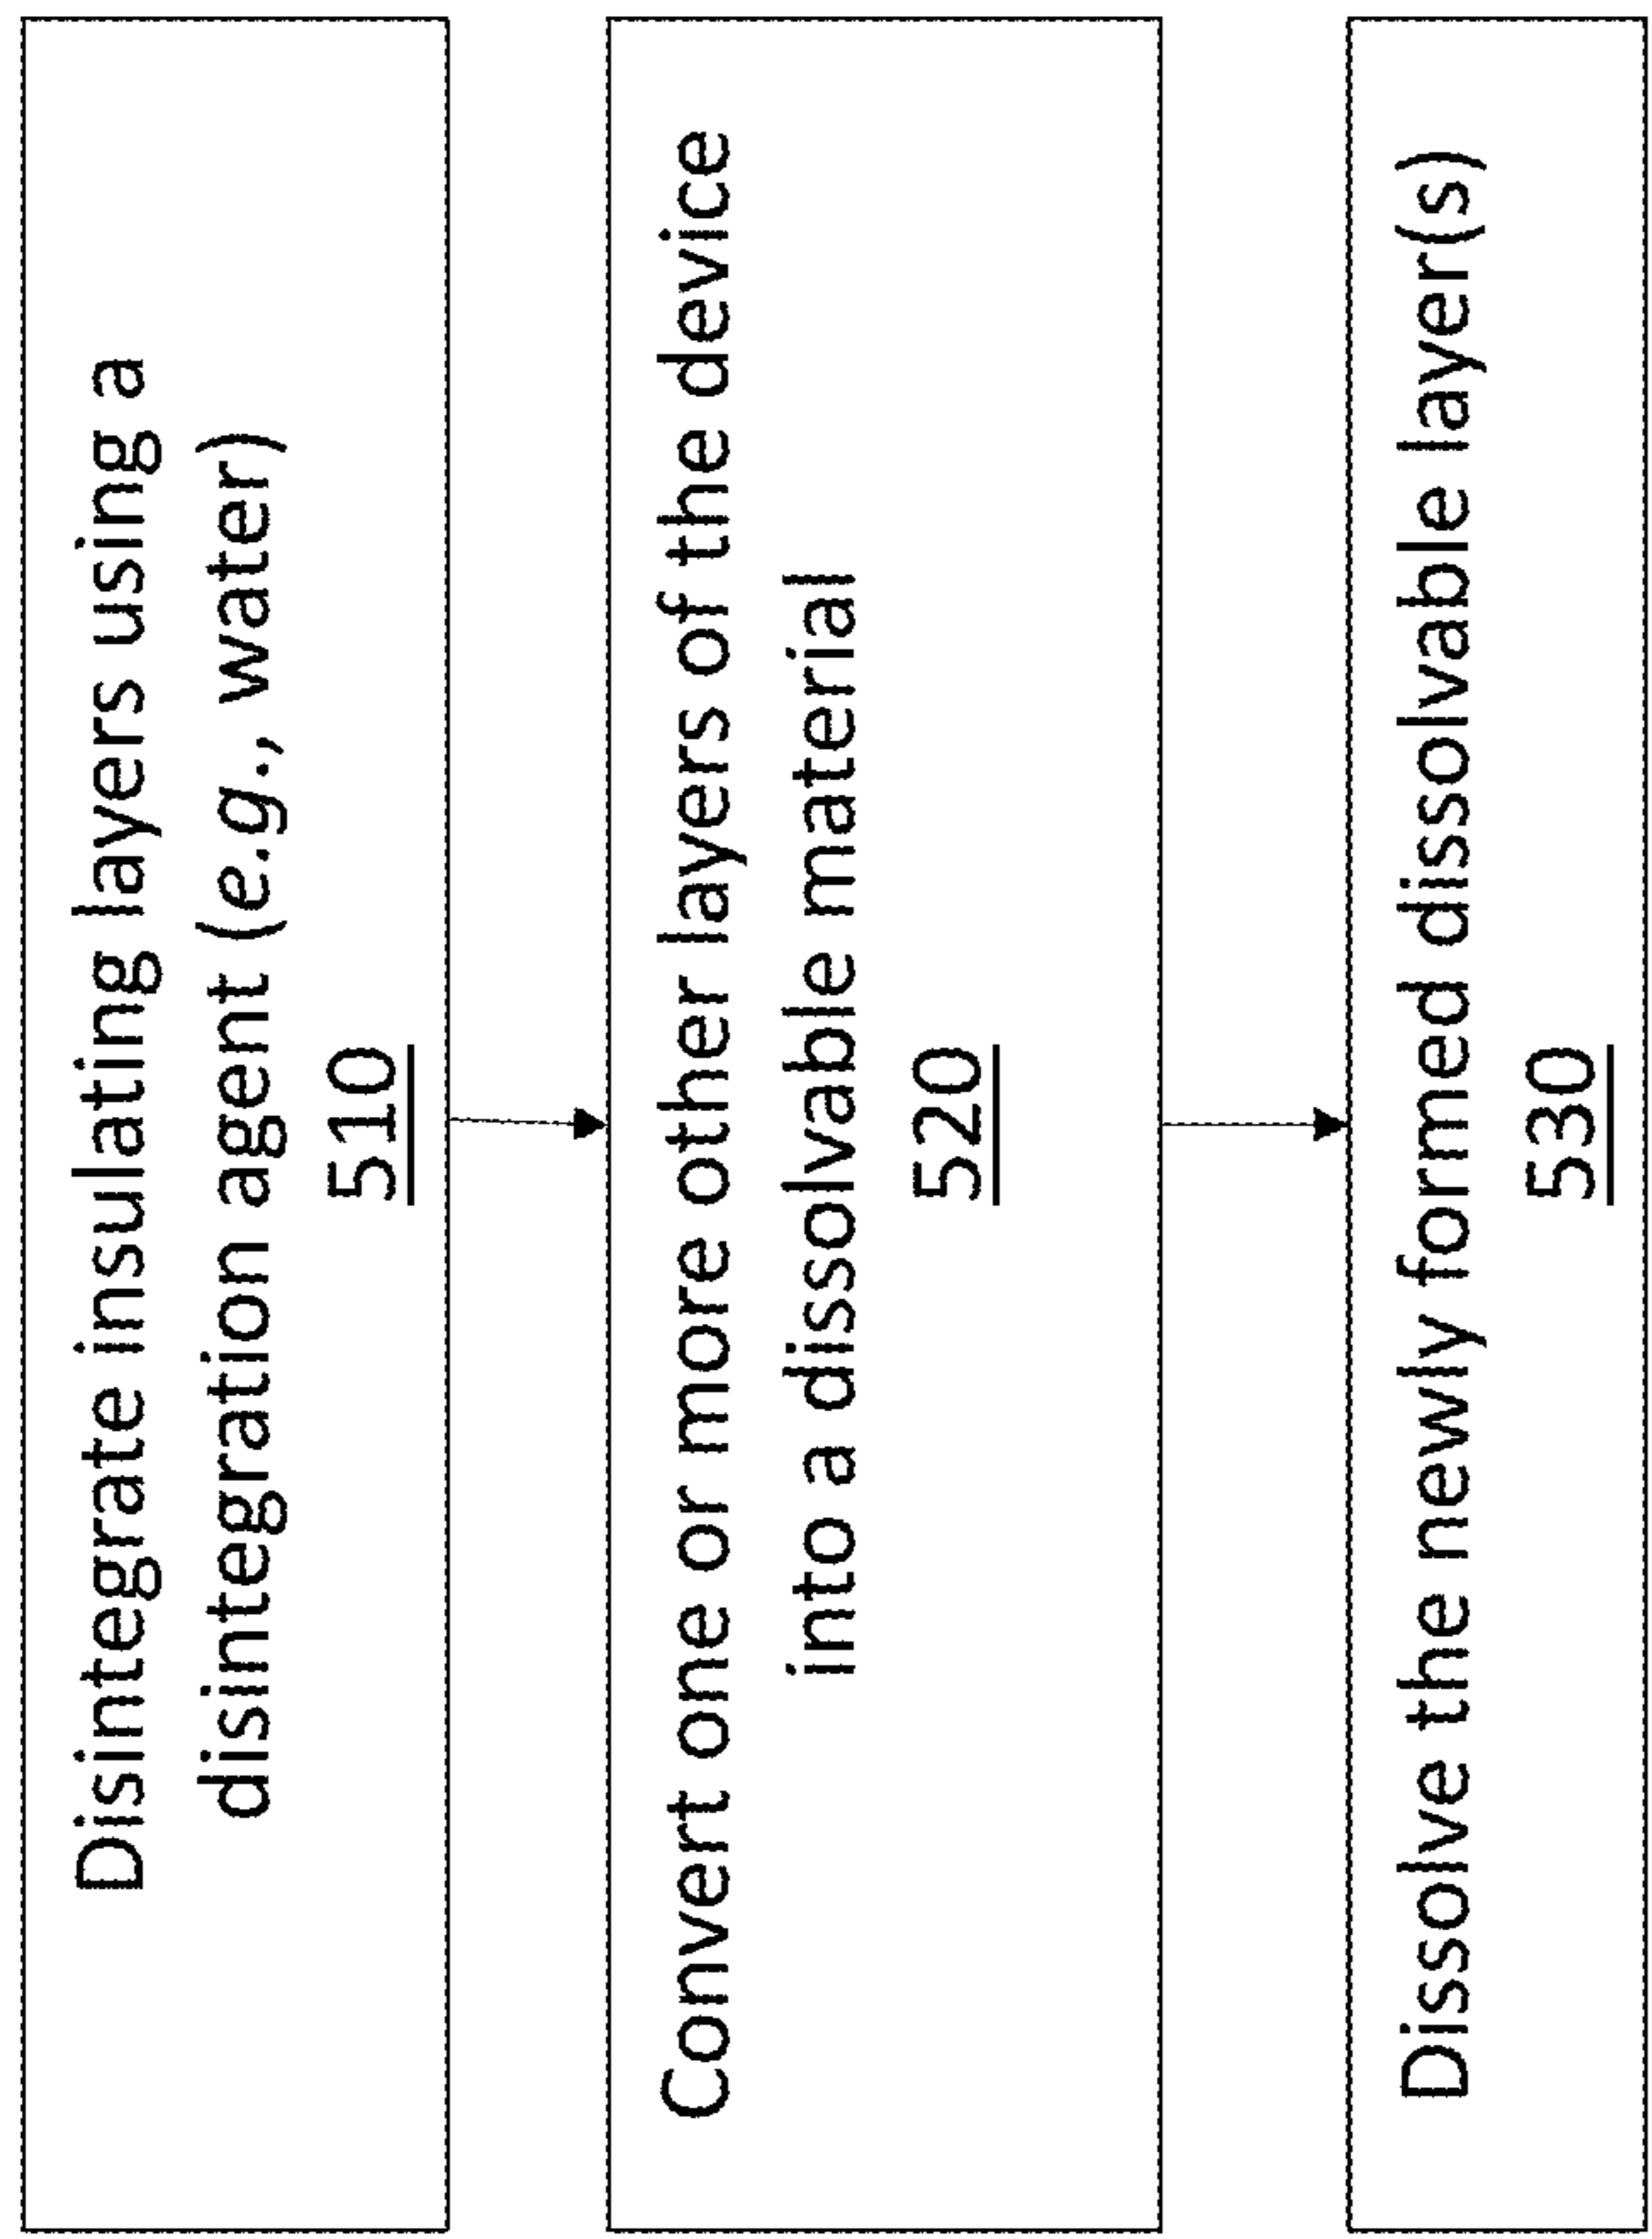 Disintegrate insulating layers using a
disintegration agent (e.g., water)
510
Convert one or more other layers of the device
into a dissolvable material
520
Dissolve the newly formed dissolvable layer(s)
530